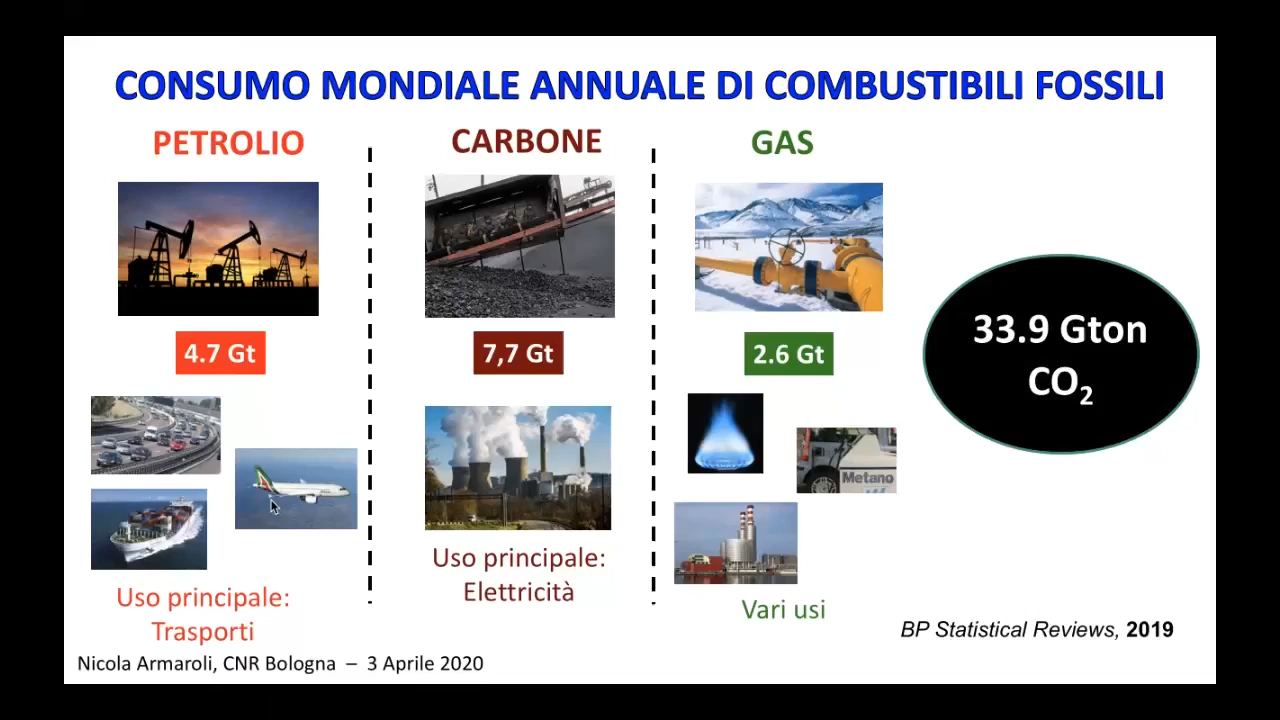 CONSUMO MONDIALE ANNUALE DI COMBUSTIBILI FOSSILI
PETROLIO
4.7 Gt
Uso principale:
Trasporti
CARBONE
7,7 Gt
Uso principale:
Elettricità
GAS
2.6 Gt
Metano
Vari usi
33.9 Gton
CO₂
BP Statistical Reviews, 2019
Nicola Armaroli, CNR Bologna – 3 Aprile 2020